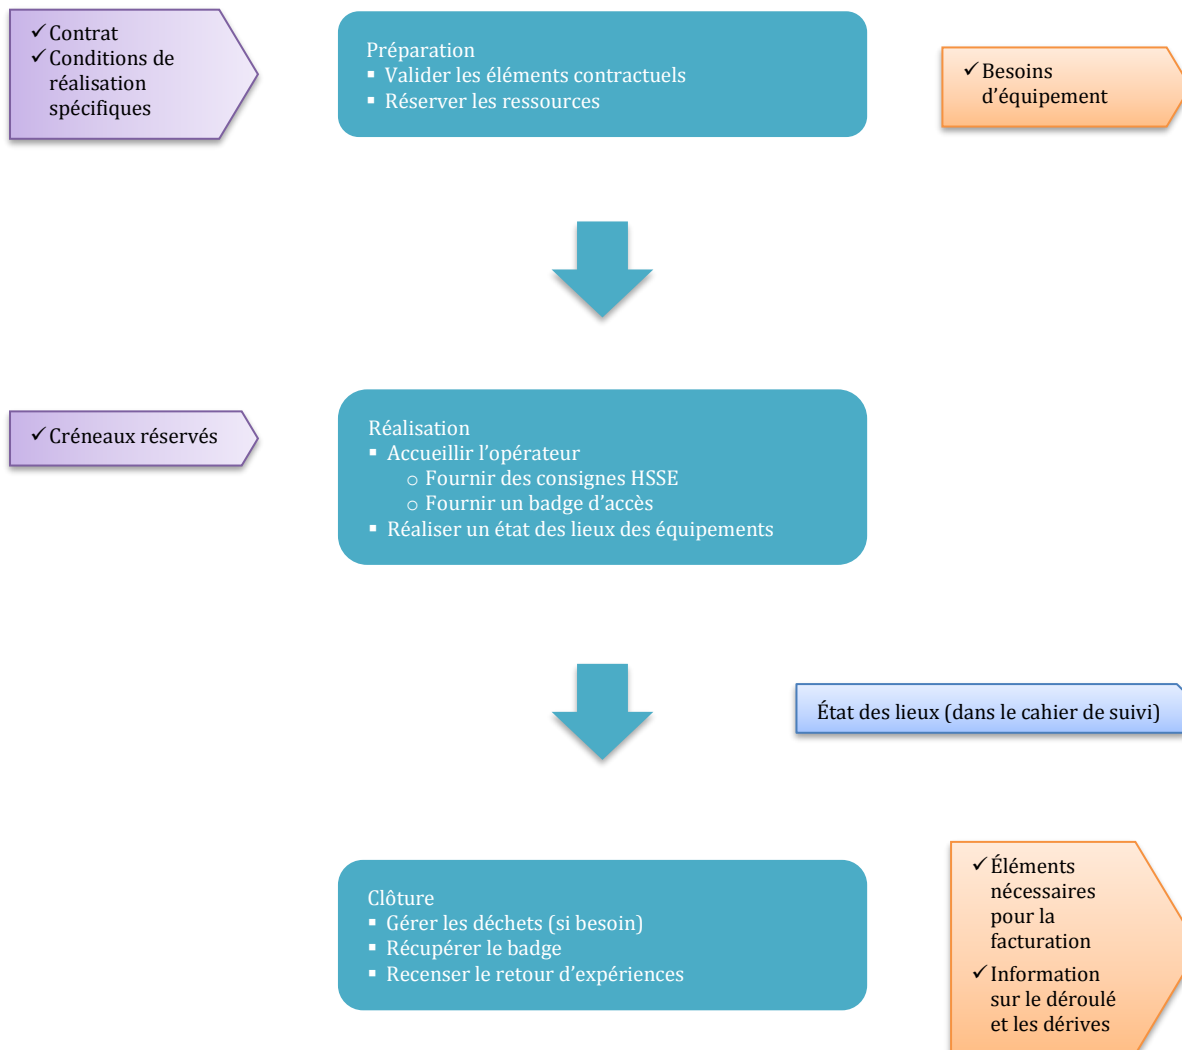 ✓ Contrat
✓ Conditions de
réalisation
spécifiques
Préparation
▪ Valider les éléments contractuels
▪ Réserver les ressources
✓ Besoins
d'équipement
✓ Créneaux réservés
Réalisation
▪ Accueillir l'opérateur
o Fournir des consignes HSSE
o Fournir un badge d'accès
▪ Réaliser un état des lieux des équipements
État des lieux (dans le cahier de suivi)
Clôture
▪ Gérer les déchets (si besoin)
▪ Récupérer le badge
▪ Recenser le retour d'expériences
✓ Éléments
nécessaires
pour la
facturation
✓ Information
sur le déroulé
et les dérives